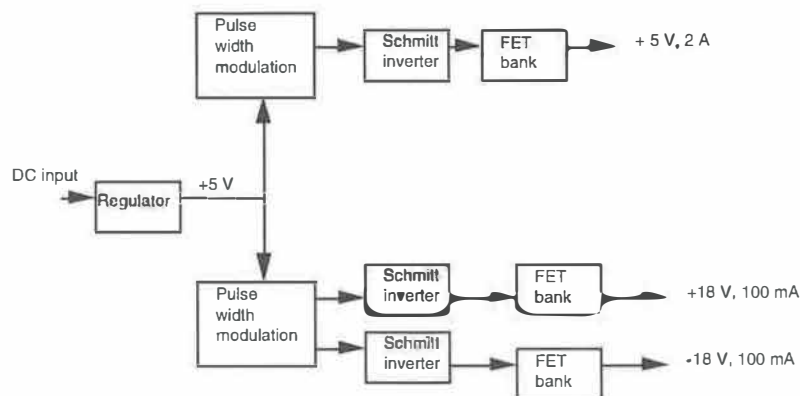 Pulse
width
modulation
Schmitt
inverter
FET
bank
+ 5 V, 2 A
DC input
Regulator
+5 V
Pulse
width
modulation
Schmitt
inverter
FET
bank
+18 V, 100 mA
Schmitt
inverter
FET
bank
-18 V, 100 mA